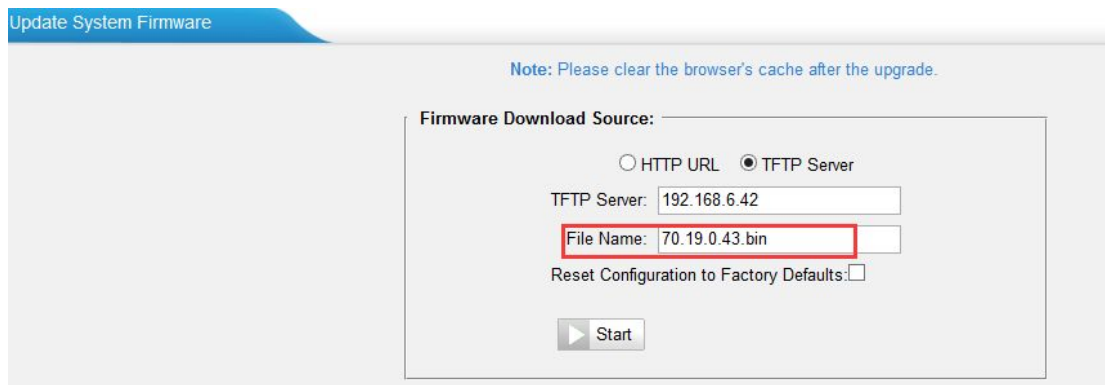 Update System Firmware
Note: Please clear the browser's cache after the upgrade.
Firmware Download Source:
HTTP URL TFTP Server
TFTP Server: 192.168.6.42
File Name: 70.19.0.43.bin
Reset Configuration to Factory Defaults:
Start